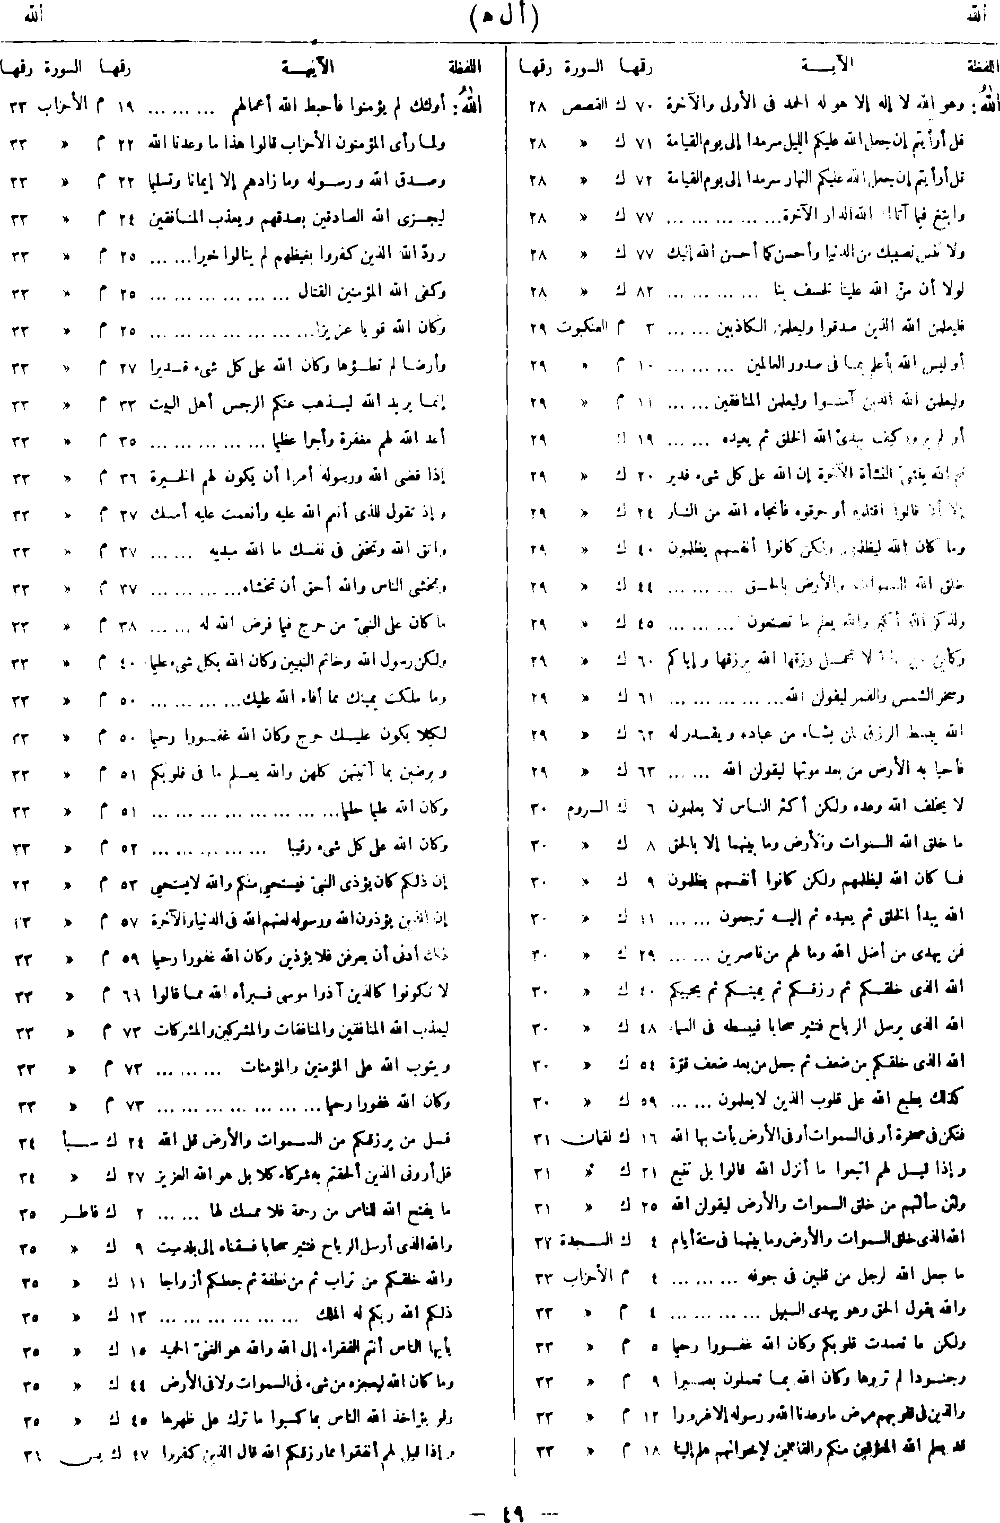 الله (أ ل ه) الله
اللفظة الآية رقمها السورة رقمها
اللهُ: وهو الله لا إله إلا هو له الحمد فى الأولى والآخرة ٧٠ ك القصص ٢٨
قل أرأيتم إن جعل الله عليكم الليل سرمدا إلى يوم القيامة ٧١ ك » ٢٨
قل أرأيتم إن جعل الله عليكم النهار سرمدا إلى يوم القيامة ٧٢ ك » ٢٨
وابتغ فيما آتاك الله الدار الآخرة ... ... ... ... ٧٧ ك » ٢٨
ولا تنس نصيبك من الدنيا وأحسن كما أحسن الله إليك ٧٧ ك » ٢٨
لولا أن منّ الله علينا لخسف بنا ... ... ... ... ٨٢ ك » ٢٨
فليعلمن الله الذين صدقوا وليعلمن الكاذبين ... ... ٣ م العنكبوت ٢٩
أو ليس الله بأعلم بما فى صدور العالمين ... ... ... ١٠ م » ٢٩
وليعلمن الله الذين آمنوا وليعلمن المنافقين ... ... ١١ م » ٢٩
أو لم يروا كيف يبدئ الله الخلق ثم يعيده ... ... ١٩ ك ٢٩
ثم الله ينشئ النشأة الآخرة إن الله على كل شىء قدير ٢٠ ك » ٢٩
إلا أن قالوا اقتلوه أو حرقوه فأنجاه الله من النار ٢٤ ك » ٢٩
وما كان الله ليظلمهم ولكن كانوا أنفسهم يظلمون ٤٠ ك » ٢٩
خلق الله السموات والأرض بالحق ... ... ... ٤٤ ك » ٢٩
ولذكر الله أكبر والله يعلم ما تصنعون ... ... ... ٤٥ ك » ٢٩
وكأين من دابة لا تحمل رزقها الله يرزقها وإياكم ٦٠ ك » ٢٩
وسخر الشمس والقمر ليقولن الله ... ... ... ... ٦١ ك » ٢٩
الله يبسط الرزق لمن يشاء من عباده ويقدر له ٦٢ ك » ٢٩
فأحيا به الأرض من بعد موتها ليقولن الله ... ... ٦٣ ك » ٢٩
لا يخلف الله وعده ولكن أكثر الناس لا يعلمون ٦ ك الروم ٣٠
ما خلق الله السموات والأرض وما بينهما إلا بالحق ٨ ك » ٣٠
فما كان الله ليظلمهم ولكن كانوا أنفسهم يظلمون ٩ ك » ٣٠
الله يبدأ الخلق ثم يعيده ثم إليه ترجعون ... ... ١١ ك » ٣٠
فمن يهدى من أضل الله وما لهم من ناصرين ... ... ٢٩ ك » ٣٠
الله الذى خلقكم ثم رزقكم ثم يميتكم ثم يحييكم ٤٠ ك » ٣٠
الله الذى يرسل الرياح فتثير سحابا فيبسطه فى السماء ٤٨ ك » ٣٠
الله الذى خلقكم من ضعف ثم جعل من بعد ضعف قوّة ٥٤ ك » ٣٠
كذلك يطبع الله على قلوب الذين لا يعلمون ... ... ٥٩ ك » ٣٠
فتكن فى صخرة أو فى السموات أو فى الأرض يأت بها الله ١٦ ك لقمان ٣١
وإذا قيل لهم اتبعوا ما أنزل الله قالوا بل نتبع ٢١ ك » ٣١
ولئن سألتهم من خلق السموات والأرض ليقولن الله ٢٥ ك » ٣١
الله الذى خلق السموات والأرض وما بينهما فى ستة أيام ٤ ك السجدة ٣٢
ما جعل الله لرجل من قلبين فى جوفه ... ... ... ٤ م الأحزاب ٣٣
والله يقول الحق وهو يهدى السبيل ... ... ... ... ٤ م » ٣٣
ولكن ما تعمدت قلوبكم وكان الله غفورا رحيما ٥ م » ٣٣
وجنودا لم تروها وكان الله بما تعملون بصيرا ٩ م » ٣٣
والذين فى قلوبهم مرض ما وعدنا الله ورسوله إلا غرورا ١٢ م » ٣٣
قد يعلم الله المعوّقين منكم والقائلين لإخوانهم هلم إلينا ١٨ م » ٣٣
اللفظة الآية رقمها السورة رقمها
اللهُ: أولئك لم يؤمنوا فأحبط الله أعمالهم ... ... ... ١٩ م الأحزاب ٣٣
ولما رأى المؤمنون الأحزاب قالوا هذا ما وعدنا الله ٢٢ م » ٣٣
وصدق الله ورسوله وما زادهم إلا إيمانا وتسليما ٢٢ م » ٣٣
ليجزى الله الصادقين بصدقهم ويعذب المنافقين ٢٤ م » ٣٣
وردّ الله الذين كفروا بغيظهم لم ينالوا خيرا ... ... ٢٥ م » ٣٣
وكفى الله المؤمنين القتال ... ... ... ... ... ٢٥ م » ٣٣
وكان الله قويا عزيزا ... ... ... ... ... ... ٢٥ م » ٣٣
وأرضا لم تطؤها وكان الله على كل شىء قديرا ٢٧ م » ٣٣
إنما يريد الله ليذهب عنكم الرجس أهل البيت ٣٣ م » ٣٣
أعد الله لهم مغفرة وأجرا عظيما ... ... ... ... ٣٥ م » ٣٣
إذا قضى الله ورسوله أمرا أن يكون لهم الخيرة ٣٦ م » ٣٣
وإذ تقول للذى أنعم الله عليه وأنعمت عليه أمسك ٣٧ م » ٣٣
واتق الله وتخفى فى نفسك ما الله مبديه ... ... ٣٧ م » ٣٣
وتخشى الناس والله أحق أن تخشاه ... ... ... ... ٣٧ م » ٣٣
ما كان على النبىّ من حرج فيما فرض الله له ... ... ٣٨ م » ٣٣
ولكن رسول الله وخاتم النبيين وكان الله بكل شىء عليما ٤٠ م » ٣٣
وما ملكت يمينك مما أفاء الله عليك ... ... ... ... ٥٠ م » ٣٣
لكيلا يكون عليك حرج وكان الله غفورا رحيما ٥٠ م » ٣٣
ويرضين بما آتيتهن كلهن والله يعلم ما فى قلوبكم ٥١ م » ٣٣
وكان الله عليما حليما ... ... ... ... ... ... ٥١ م » ٣٣
وكان الله على كل شىء رقيبا ... ... ... ... ... ٥٢ م » ٣٣
إن ذلكم كان يؤذى النبىّ فيستحيى منكم والله لا يستحيى ٥٣ م » ٣٣
إن الذين يؤذون الله ورسوله لعنهم الله فى الدنيا والآخرة ٥٧ م » ٣٣
ذلك أدنى أن يعرفن فلا يؤذين وكان الله غفورا رحيما ٥٩ م » ٣٣
لا تكونوا كالذين آذوا موسى فبرأه الله مما قالوا ٦٩ م » ٣٣
ليعذب الله المنافقين والمنافقات والمشركين والمشركات ٧٣ م » ٣٣
ويتوب الله على المؤمنين والمؤمنات ... ... ... ٧٣ م » ٣٣
وكان الله غفورا رحيما ... ... ... ... ... ... ٧٣ م » ٣٣
قل من يرزقكم من السموات والأرض قل الله ٢٤ ك سبأ ٣٤
قل أرونى الذين ألحقتم به شركاء كلا بل هو الله العزيز ٢٧ ك » ٣٤
ما يفتح الله للناس من رحمة فلا ممسك لها ... ... ٢ ك فاطر ٣٥
والله الذى أرسل الرياح فتثير سحابا فسقناه إلى بلد ميت ٩ ك » ٣٥
والله خلقكم من تراب ثم من نطفة ثم جعلكم أزواجا ١١ ك » ٣٥
ذلكم الله ربكم له الملك ... ... ... ... ... ... ١٣ ك » ٣٥
يأيها الناس أنتم الفقراء إلى الله والله هو الغنىّ الحميد ١٥ ك » ٣٥
وما كان الله ليعجزه من شىء فى السموات ولا فى الأرض ٤٤ ك » ٣٥
ولو يؤاخذ الله الناس بما كسبوا ما ترك على ظهرها ٤٥ ك » ٣٥
وإذا قيل لهم أنفقوا مما رزقكم الله قال الذين كفروا ٤٧ ك يس ٣٦
— ٤٩ —